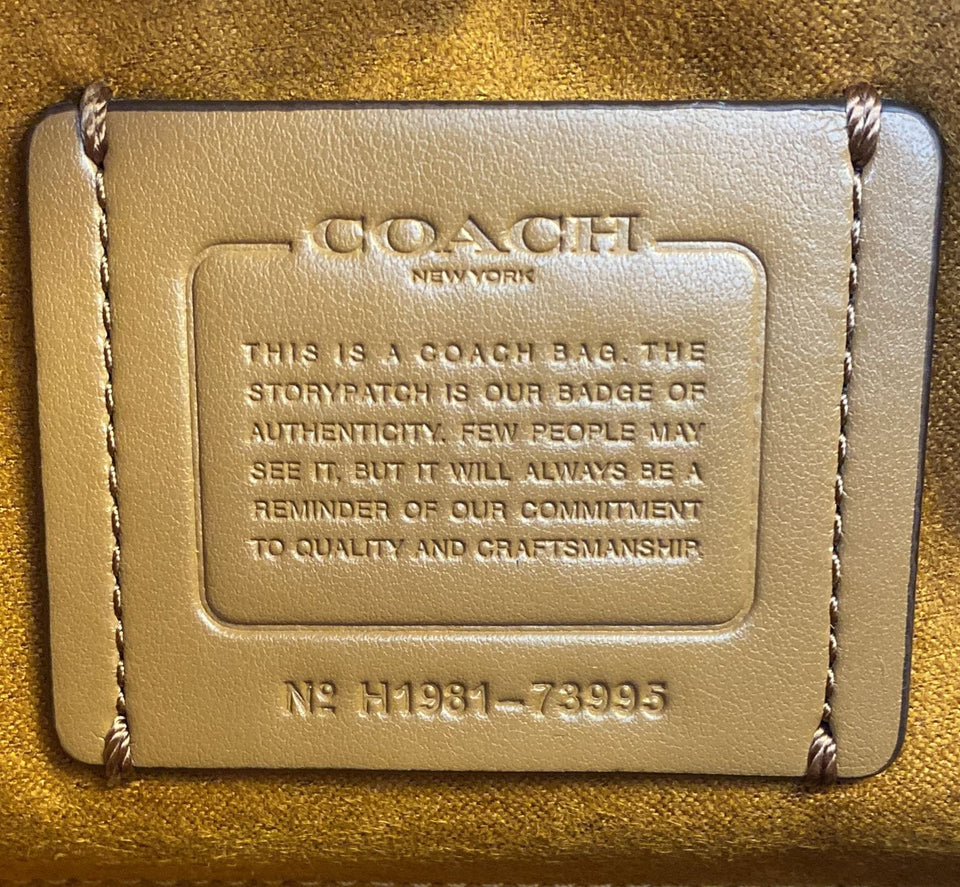 COACH
NEW YORK
THIS IS A COACH BAG. THE
STORYPATCH IS OUR BADGE OF
AUTHENTICITY. FEW PEOPLE MAY
SEE IT, BUT IT WILL ALWAYS BE A
REMINDER OF OUR COMMITMENT
TO QUALITY AND CRAFTSMANSHIP.
Nº H1981-73995